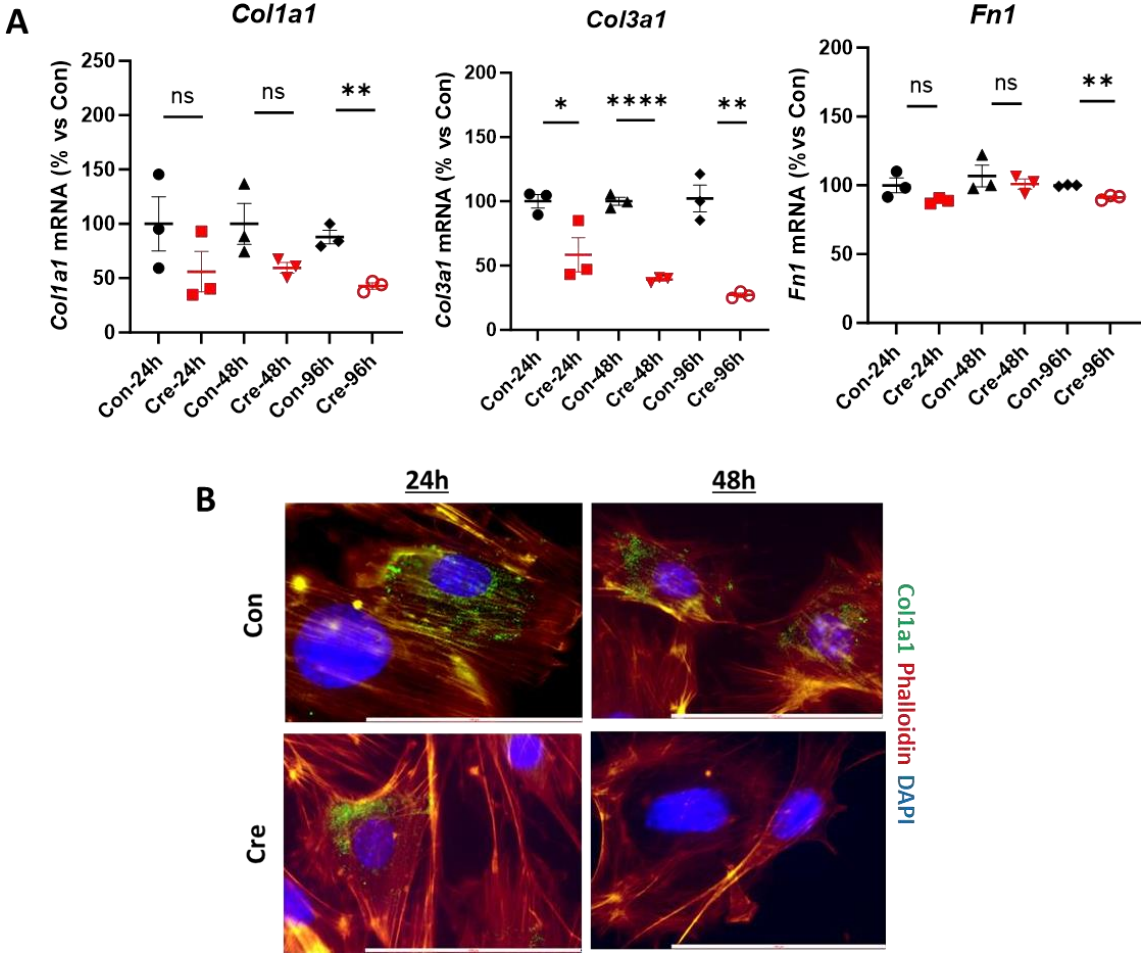 A
Col1a1
Col1a1 mRNA (% vs Con)
250
200
150
100
50
0
ns
ns
**
Con-24h
Cre-24h
Con-48h
Cre-48h
Con-96h
Cre-96h
Col3a1
Col3a1 mRNA (% vs Con)
200
150
100
50
0
*
****
**
Con-24h
Cre-24h
Con-48h
Cre-48h
Con-96h
Cre-96h
Fn1
Fn1 mRNA (% vs Con)
200
150
100
50
0
ns
ns
**
Con-24h
Cre-24h
Con-48h
Cre-48h
Con-96h
Cre-96h
B
24h
48h
Con
Cre
Col1a1 Phalloidin DAPI